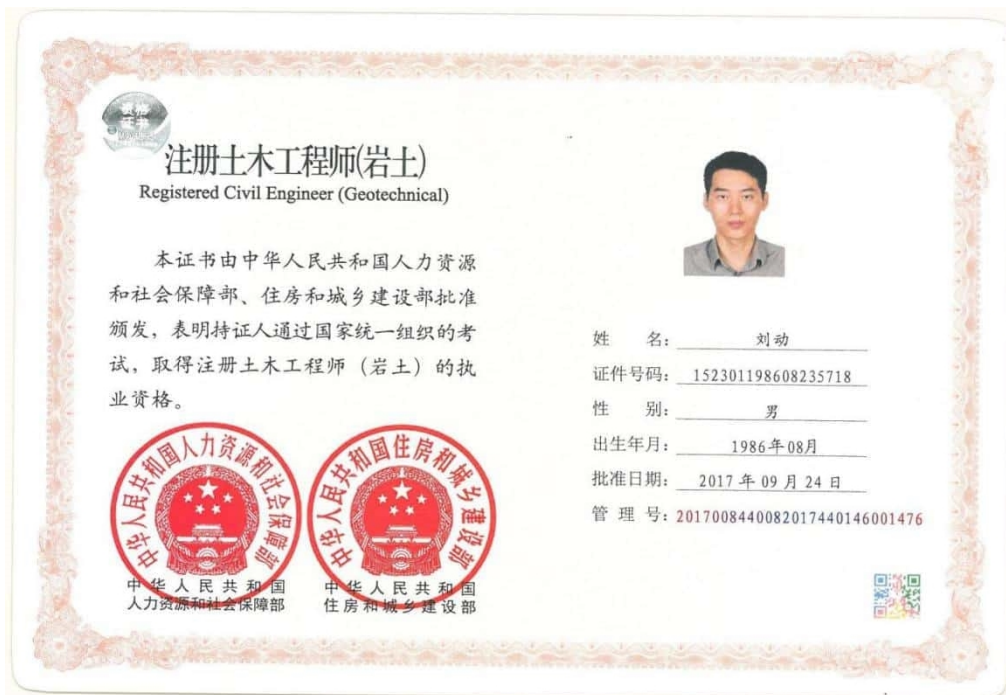 资格
证书
注册土木工程师(岩土)
Registered Civil Engineer (Geotechnical)
本证书由中华人民共和国人力资源
和社会保障部、住房和城乡建设部批准
颁发，表明持证人通过国家统一组织的考
试，取得注册土木工程师（岩土）的执
业资格。
中华人民共和国人力资源和社会保障部
中华人民共和国住房和城乡建设部
中华人民共和国
人力资源和社会保障部
中华人民共和国
住房和城乡建设部
姓 名：刘动
证件号码：152301198608235718
性 别：男
出生年月：1986年08月
批准日期：2017年09月24日
管 理 号：2017008440082017440146001476